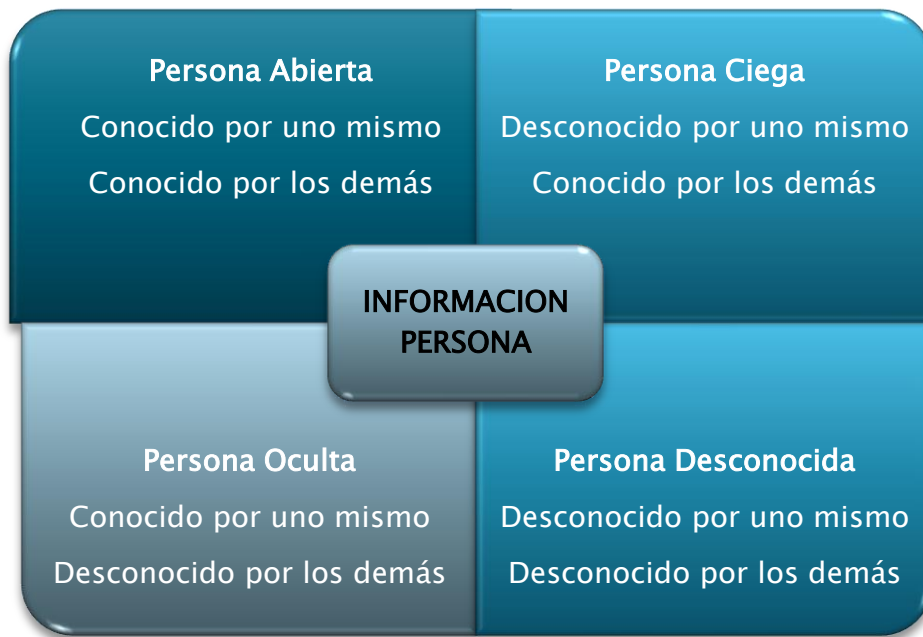 Persona Abierta
Conocido por uno mismo
Conocido por los demás
Persona Ciega
Desconocido por uno mismo
Conocido por los demás
INFORMACION
PERSONA
Persona Oculta
Conocido por uno mismo
Desconocido por los demás
Persona Desconocida
Desconocido por uno mismo
Desconocido por los demás